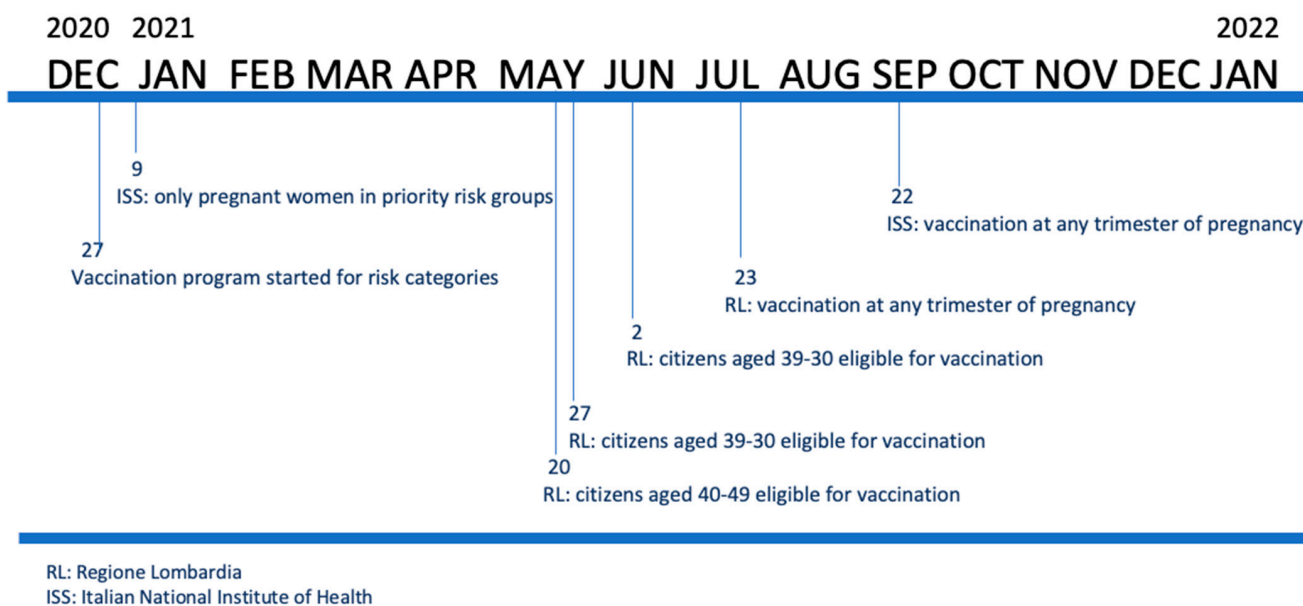 2020 2021 2022
DEC JAN FEB MAR APR MAY JUN JUL AUG SEP OCT NOV DEC JAN
9
ISS: only pregnant women in priority risk groups
22
ISS: vaccination at any trimester of pregnancy
27
Vaccination program started for risk categories
23
RL: vaccination at any trimester of pregnancy
2
RL: citizens aged 39-30 eligible for vaccination
27
RL: citizens aged 39-30 eligible for vaccination
20
RL: citizens aged 40-49 eligible for vaccination
RL: Regione Lombardia
ISS: Italian National Institute of Health